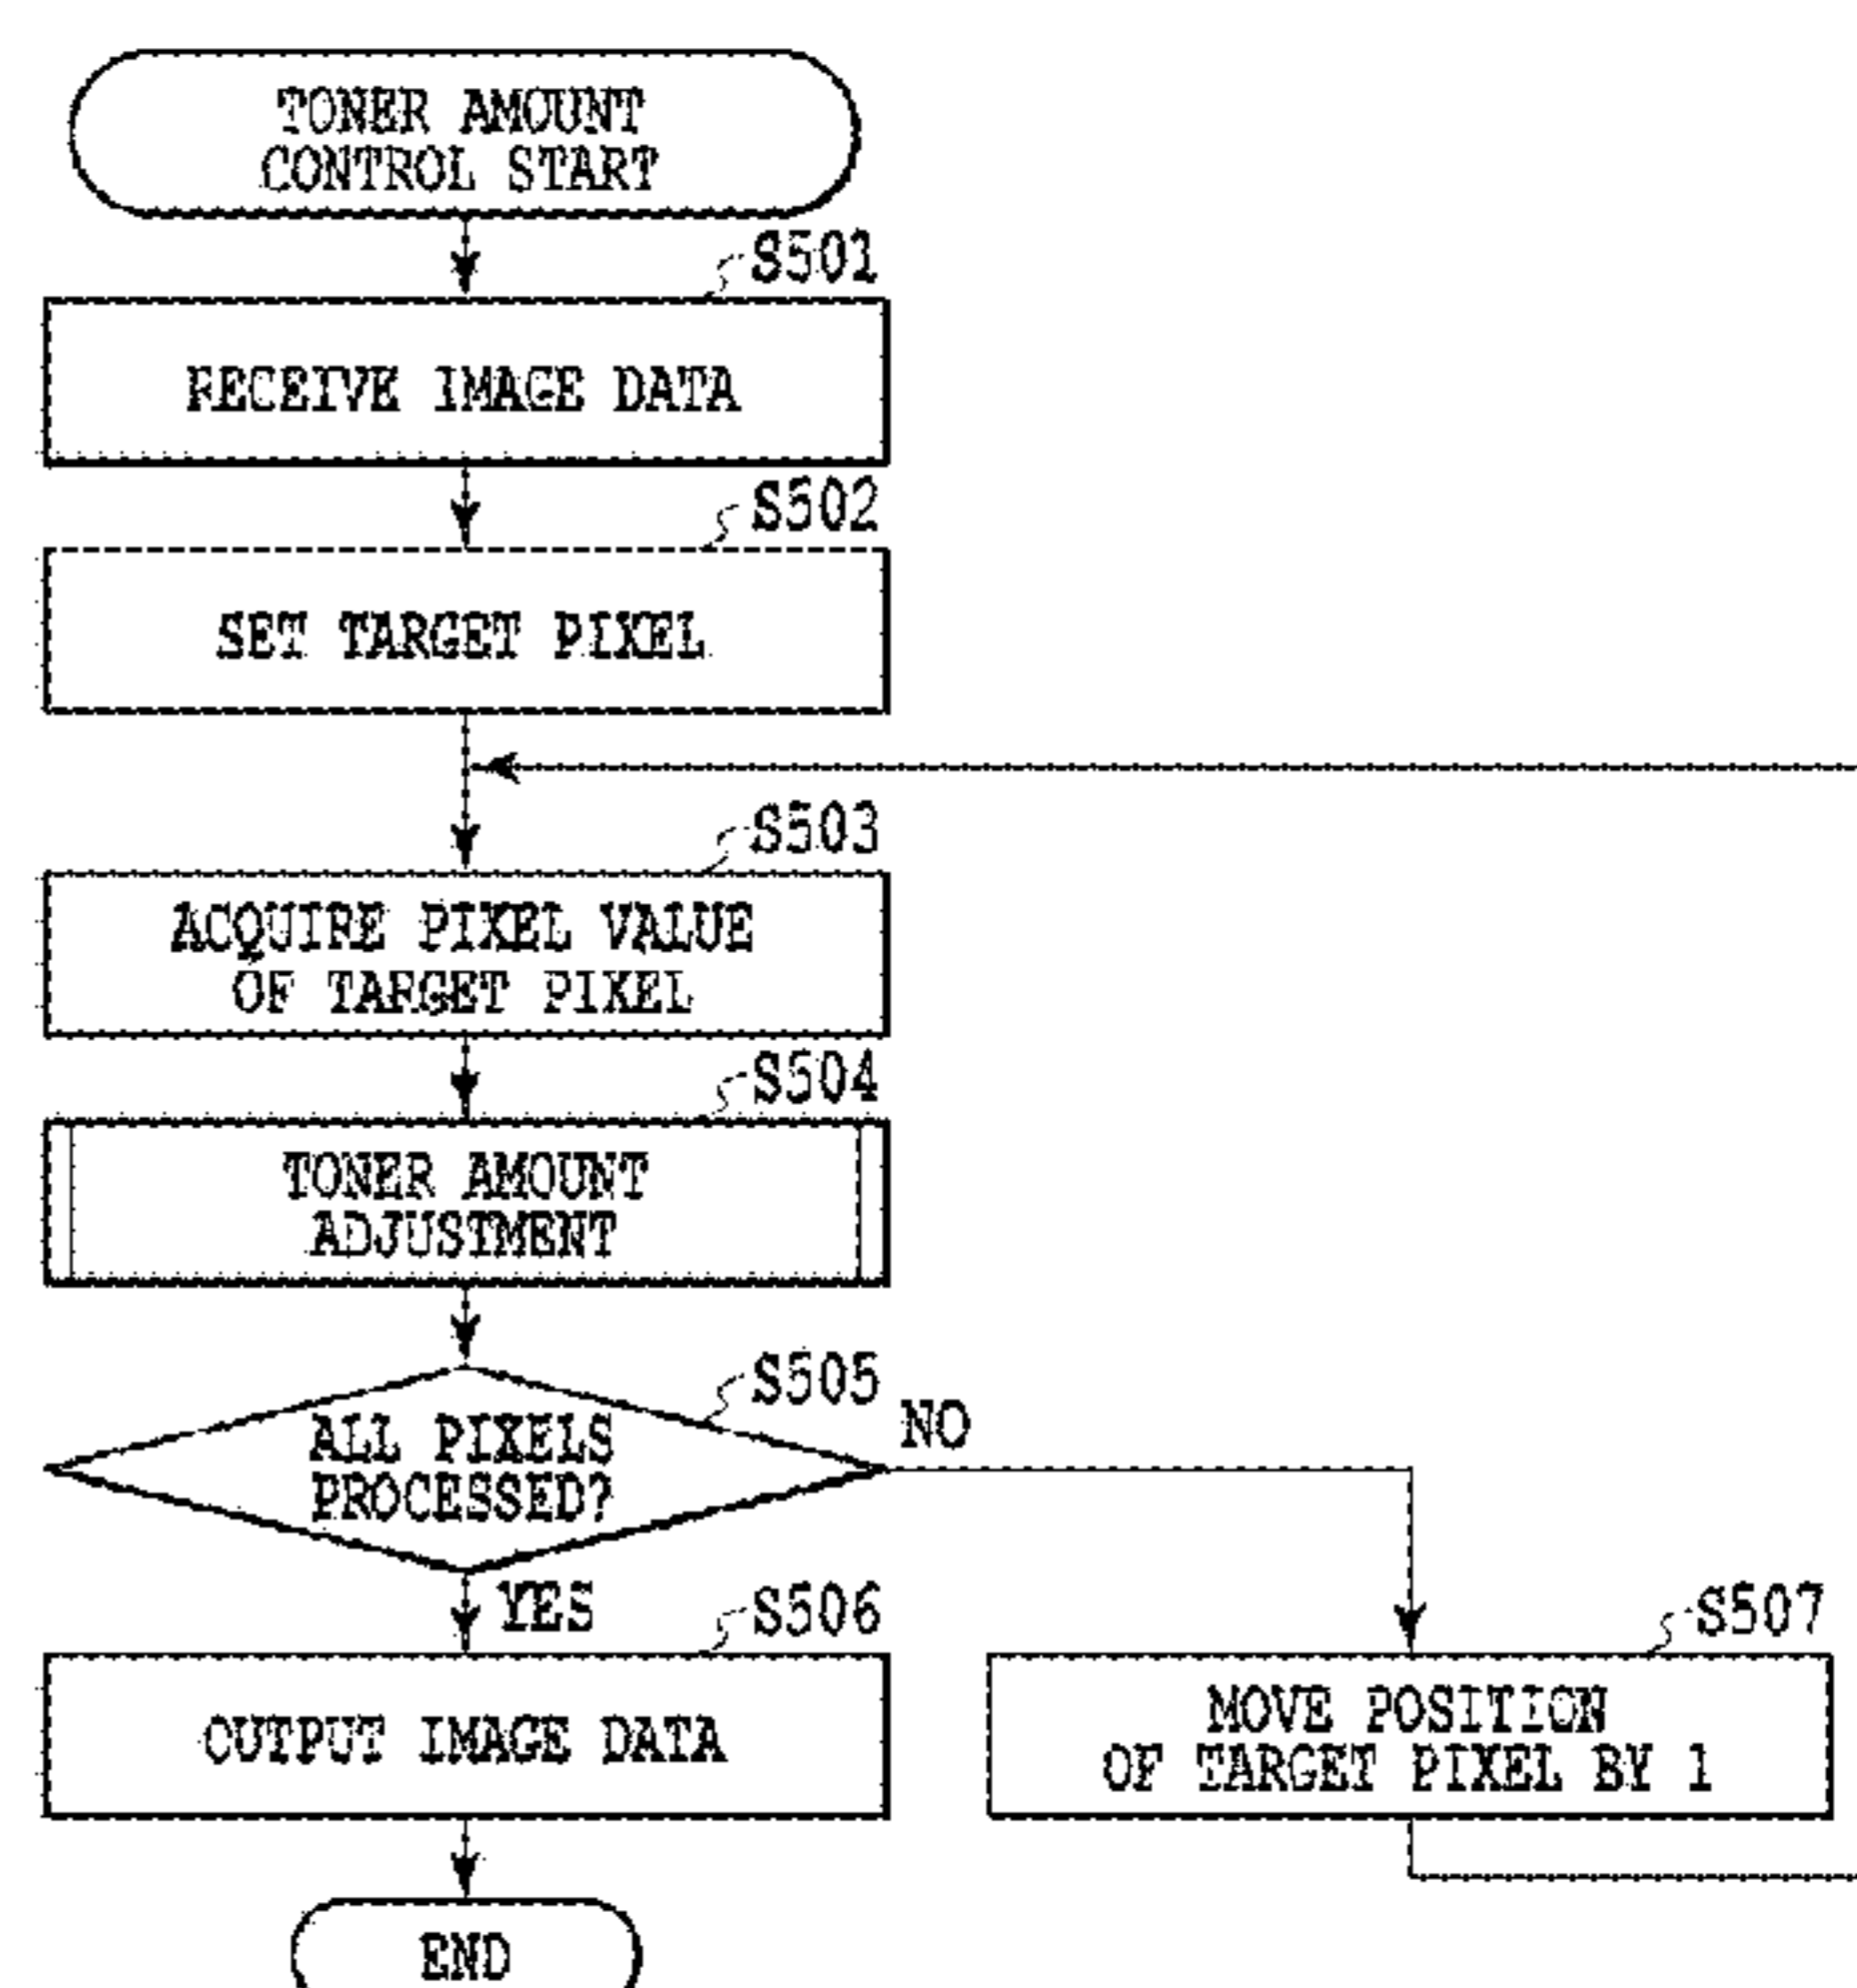 TONER AMOUNT
CONTROL START
S501
RECEIVE IMAGE DATA
S502
SET TARGET PIXEL
S503
ACQUIRE PIXEL VALUE
OF TARGET PIXEL
S504
TONER AMOUNT
ADJUSTMENT
S505
ALL PIXELS
PROCESSED?
NO
YES
S506
OUTPUT IMAGE DATA
S507
MOVE POSITION
OF TARGET PIXEL BY 1
END